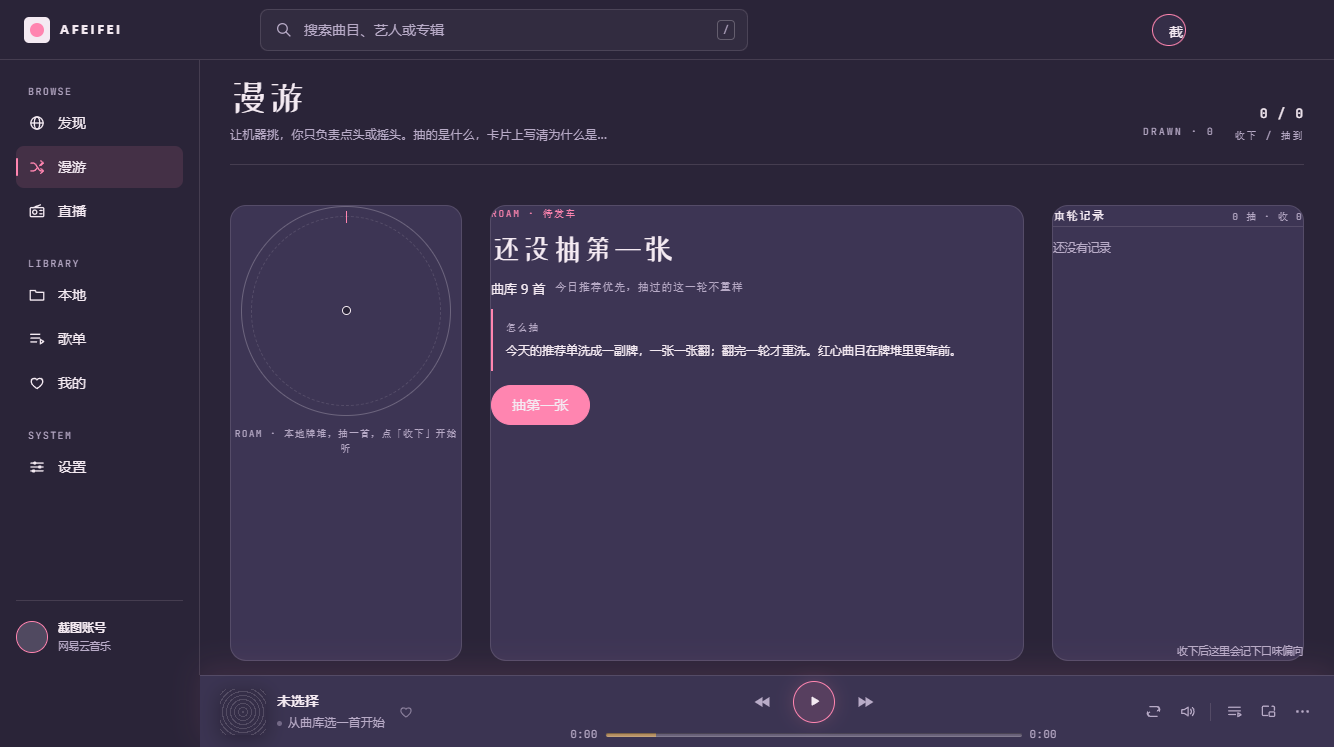 AFEIFEI
搜索曲目、艺人或专辑
/
截
BROWSE
发现
漫游
直播
LIBRARY
本地
歌单
我的
SYSTEM
设置
截图账号
网易云音乐
漫游
让机器挑，你只负责点头或摇头。抽的是什么，卡片上写清为什么是…
DRAWN · 0
0 / 0
收下 / 抽到
ROAM · 本地牌堆，抽一首，点「收下」开始
听
ROAM · 待发车
还没抽第一张
曲库 9 首 今日推荐优先，抽过的这一轮不重样
怎么抽
今天的推荐单洗成一副牌，一张一张翻；翻完一轮才重洗。红心曲目在牌堆里更靠前。
抽第一张
本轮记录 0 抽 · 收 0
还没有记录
收下后这里会记下口味偏向
未选择
从曲库选一首开始
0:00
0:00